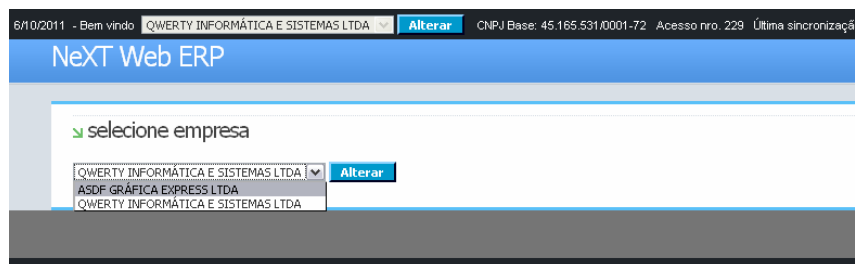 6/10/2011 - Bem vindo QWERTY INFORMÁTICA E SISTEMAS LTDA Alterar CNPJ Base: 45.165.531/0001-72 Acesso nro. 229 Última sincronizaçã
NeXT Web ERP
selecione empresa
QWERTY INFORMÁTICA E SISTEMAS LTDA Alterar
ASDF GRÁFICA EXPRESS LTDA
QWERTY INFORMÁTICA E SISTEMAS LTDA